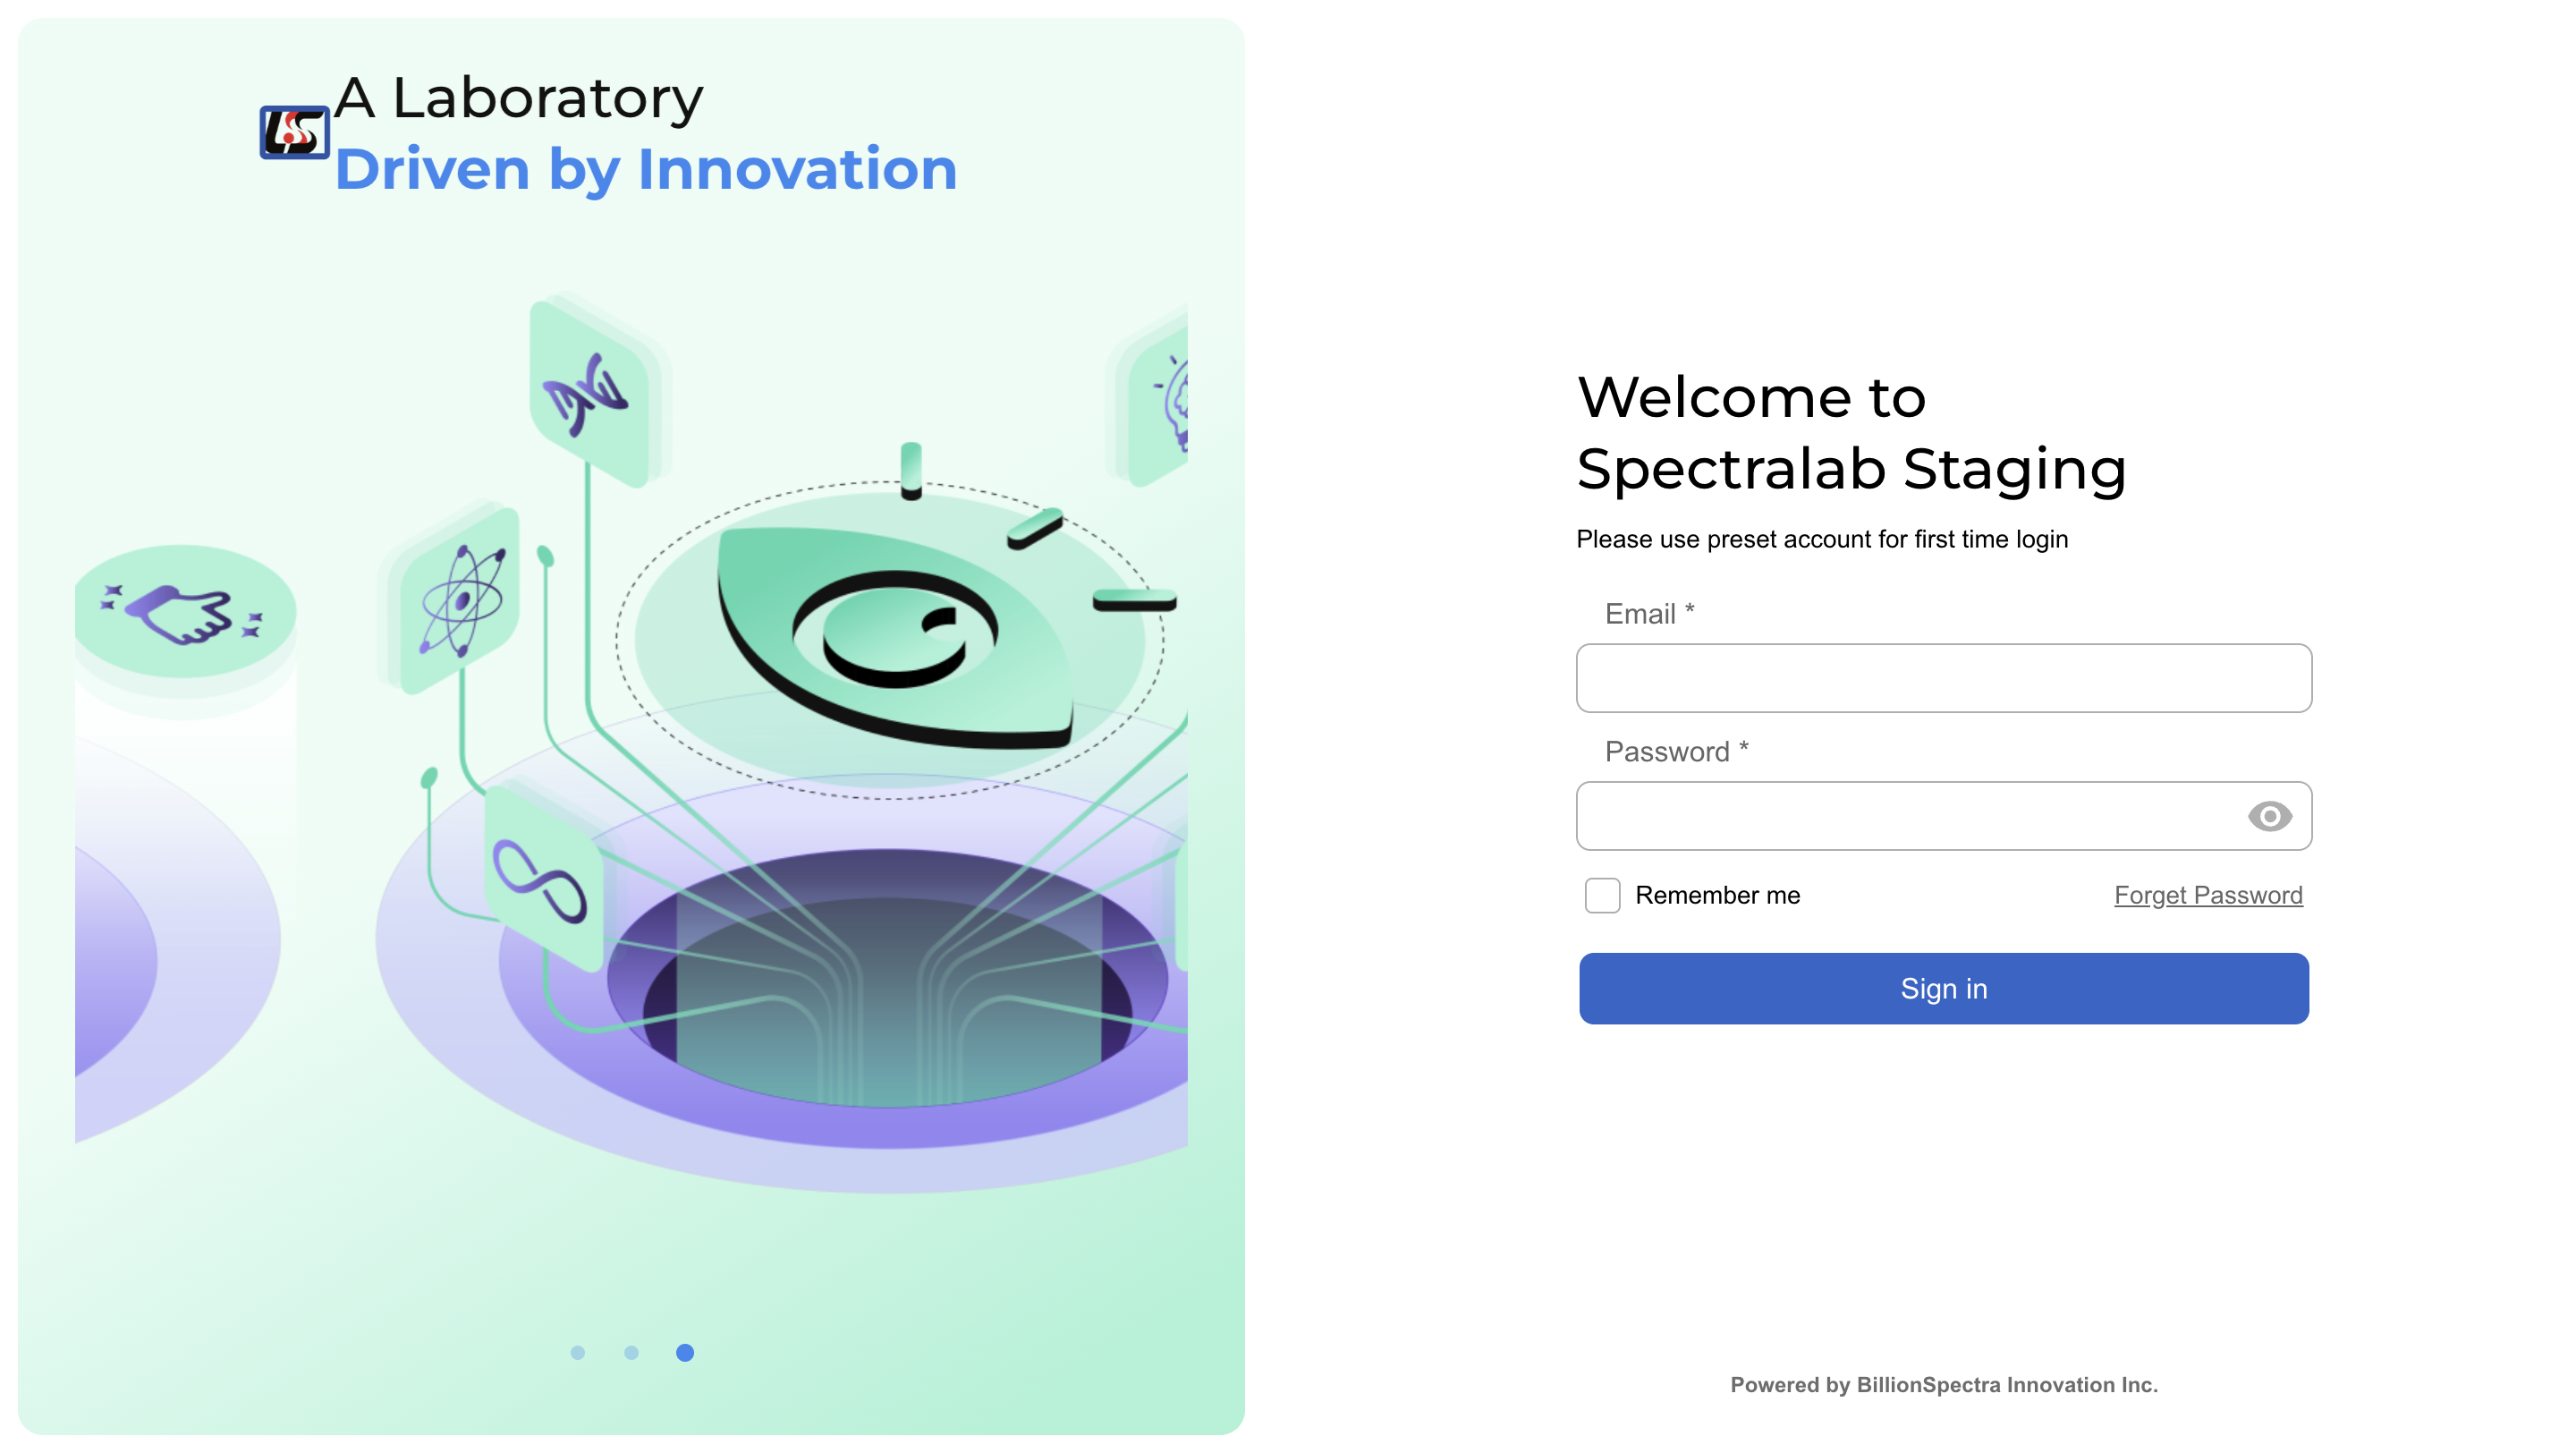 A Laboratory
Driven by Innovation
Welcome to
Spectralab Staging
Please use preset account for first time login
Email *
Password *
Remember me
Forget Password
Sign in
Powered by BillionSpectra Innovation Inc.